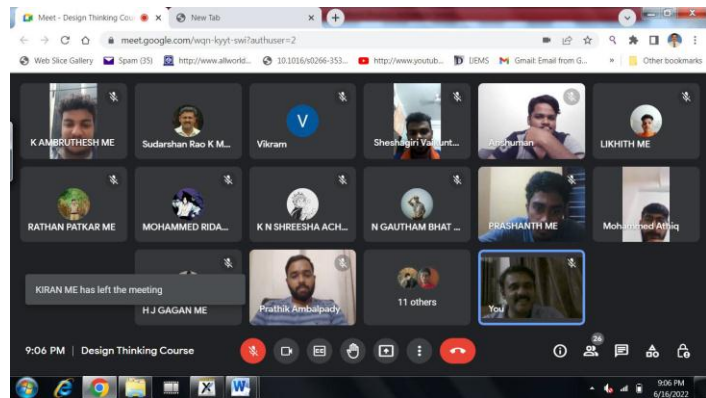 Meet - Design Thinking Cou
New Tab
meet.google.com/wqn-kyyt-swi?authuser=2
Web Slice Gallery
Spam (35)
http://www.allworld...
10.1016/s0266-353...
http://www.youtub...
IJEMS
Gmail: Email from G...
»
Other bookmarks
K AMBRUTHESH ME
Sudarshan Rao K M...
V
Vikram
Sheshagiri
Anshuman
LIKHITH ME
RATHAN PATKAR ME
MOHAMMED RIDA...
K N SHREESHA ACH...
N GAUTHAM BHAT ...
PRASHANTH ME
Mohammed Athiq
KIRAN ME has left the meeting
H J GAGAN ME
Prathik Ambalpady
11 others
You
9:06 PM | Design Thinking Course
26
9:06 PM
6/16/2022